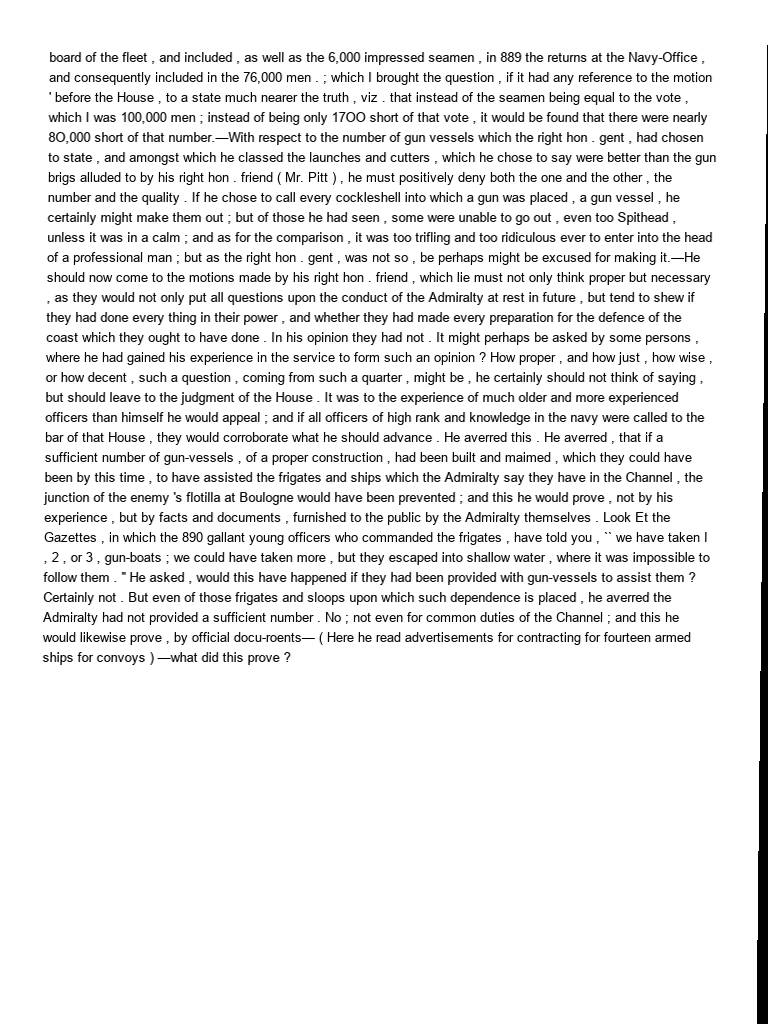 board of the fleet , and included , as well as the 6,000 impressed seamen , in 889 the returns at the Navy-Office ,
and consequently included in the 76,000 men . ; which I brought the question , if it had any reference to the motion
' before the House , to a state much nearer the truth , viz . that instead of the seamen being equal to the vote ,
which I was 100,000 men ; instead of being only 17OO short of that vote , it would be found that there were nearly
8O,000 short of that number.—With respect to the number of gun vessels which the right hon . gent , had chosen
to state , and amongst which he classed the launches and cutters , which he chose to say were better than the gun
brigs alluded to by his right hon . friend ( Mr. Pitt ) , he must positively deny both the one and the other , the
number and the quality . If he chose to call every cockleshell into which a gun was placed , a gun vessel , he
certainly might make them out ; but of those he had seen , some were unable to go out , even too Spithead ,
unless it was in a calm ; and as for the comparison , it was too trifling and too ridiculous ever to enter into the head
of a professional man ; but as the right hon . gent , was not so , be perhaps might be excused for making it.—He
should now come to the motions made by his right hon . friend , which lie must not only think proper but necessary
, as they would not only put all questions upon the conduct of the Admiralty at rest in future , but tend to shew if
they had done every thing in their power , and whether they had made every preparation for the defence of the
coast which they ought to have done . In his opinion they had not . It might perhaps be asked by some persons ,
where he had gained his experience in the service to form such an opinion ? How proper , and how just , how wise ,
or how decent , such a question , coming from such a quarter , might be , he certainly should not think of saying ,
but should leave to the judgment of the House . It was to the experience of much older and more experienced
officers than himself he would appeal ; and if all officers of high rank and knowledge in the navy were called to the
bar of that House , they would corroborate what he should advance . He averred this . He averred , that if a
sufficient number of gun-vessels , of a proper construction , had been built and maimed , which they could have
been by this time , to have assisted the frigates and ships which the Admiralty say they have in the Channel , the
junction of the enemy 's flotilla at Boulogne would have been prevented ; and this he would prove , not by his
experience , but by facts and documents , furnished to the public by the Admiralty themselves . Look Et the
Gazettes , in which the 890 gallant young officers who commanded the frigates , have told you , `` we have taken I
, 2 , or 3 , gun-boats ; we could have taken more , but they escaped into shallow water , where it was impossible to
follow them . '' He asked , would this have happened if they had been provided with gun-vessels to assist them ?
Certainly not . But even of those frigates and sloops upon which such dependence is placed , he averred the
Admiralty had not provided a sufficient number . No ; not even for common duties of the Channel ; and this he
would likewise prove , by official docu-roents— ( Here he read advertisements for contracting for fourteen armed
ships for convoys ) —what did this prove ?